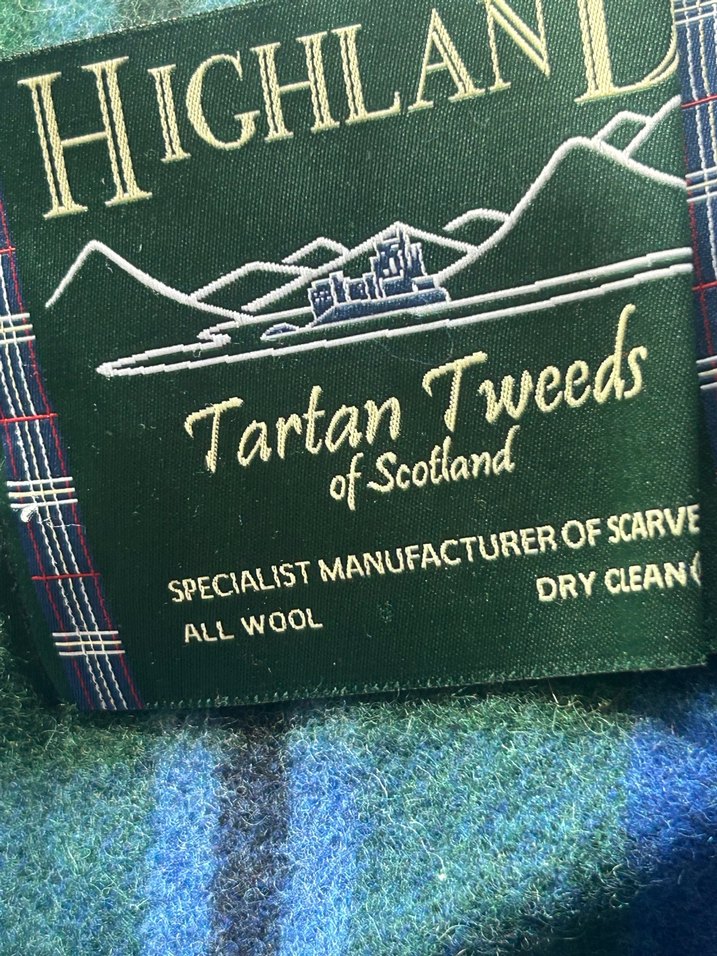 HIGHLAND
Tartan Tweeds
of Scotland
SPECIALIST MANUFACTURER OF SCARVE
ALL WOOL DRY CLEAN